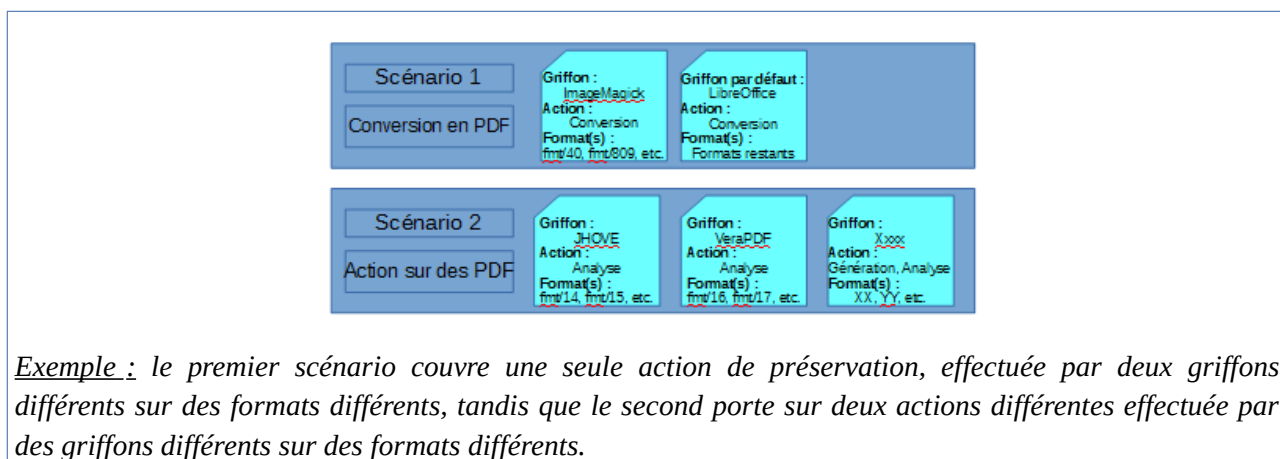 Scénario 1
Conversion en PDF
Griffon :
ImageMagick
Action :
Conversion
Format(s) :
fmt/40, fmt/809, etc.
Griffon par défaut :
LibreOffice
Action :
Conversion
Format(s) :
Formats restants
Scénario 2
Action sur des PDF
Griffon :
JHOVE
Action :
Analyse
Format(s) :
fmt/14, fmt/15, etc.
Griffon :
VeraPDF
Action :
Analyse
Format(s) :
fmt/16, fmt/17, etc.
Griffon :
Xxxx
Action :
Génération, Analyse
Format(s) :
XX, YY, etc.
Exemple : le premier scénario couvre une seule action de préservation, effectuée par deux griffons
différents sur des formats différents, tandis que le second porte sur deux actions différentes effectuée par
des griffons différents sur des formats différents.